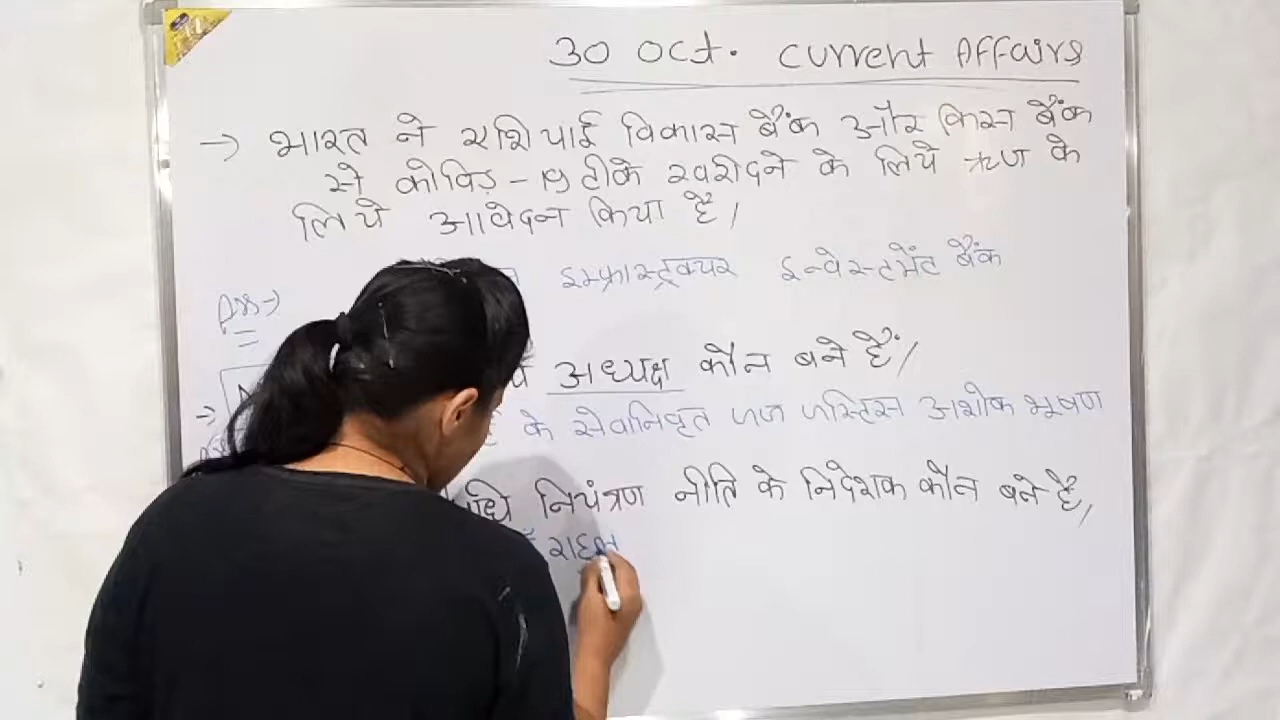 30 Oct. Current Affairs
→ भारत ने एशियाई विकास बैंक और किस बैंक
से कोविड़ -19 टीके खरीदने के लिये ऋण के
लिये आवेदन किया हैं।
Ans→ इन्फ्रास्ट्रक्चर इन्वेस्टमेंट बैंक
→ अध्यक्ष कौन बने हैं।
के सेवानिवृत जज जस्टिस अशोक भूषण
नियंत्रण नीति के निदेशक कौन बने हैं,